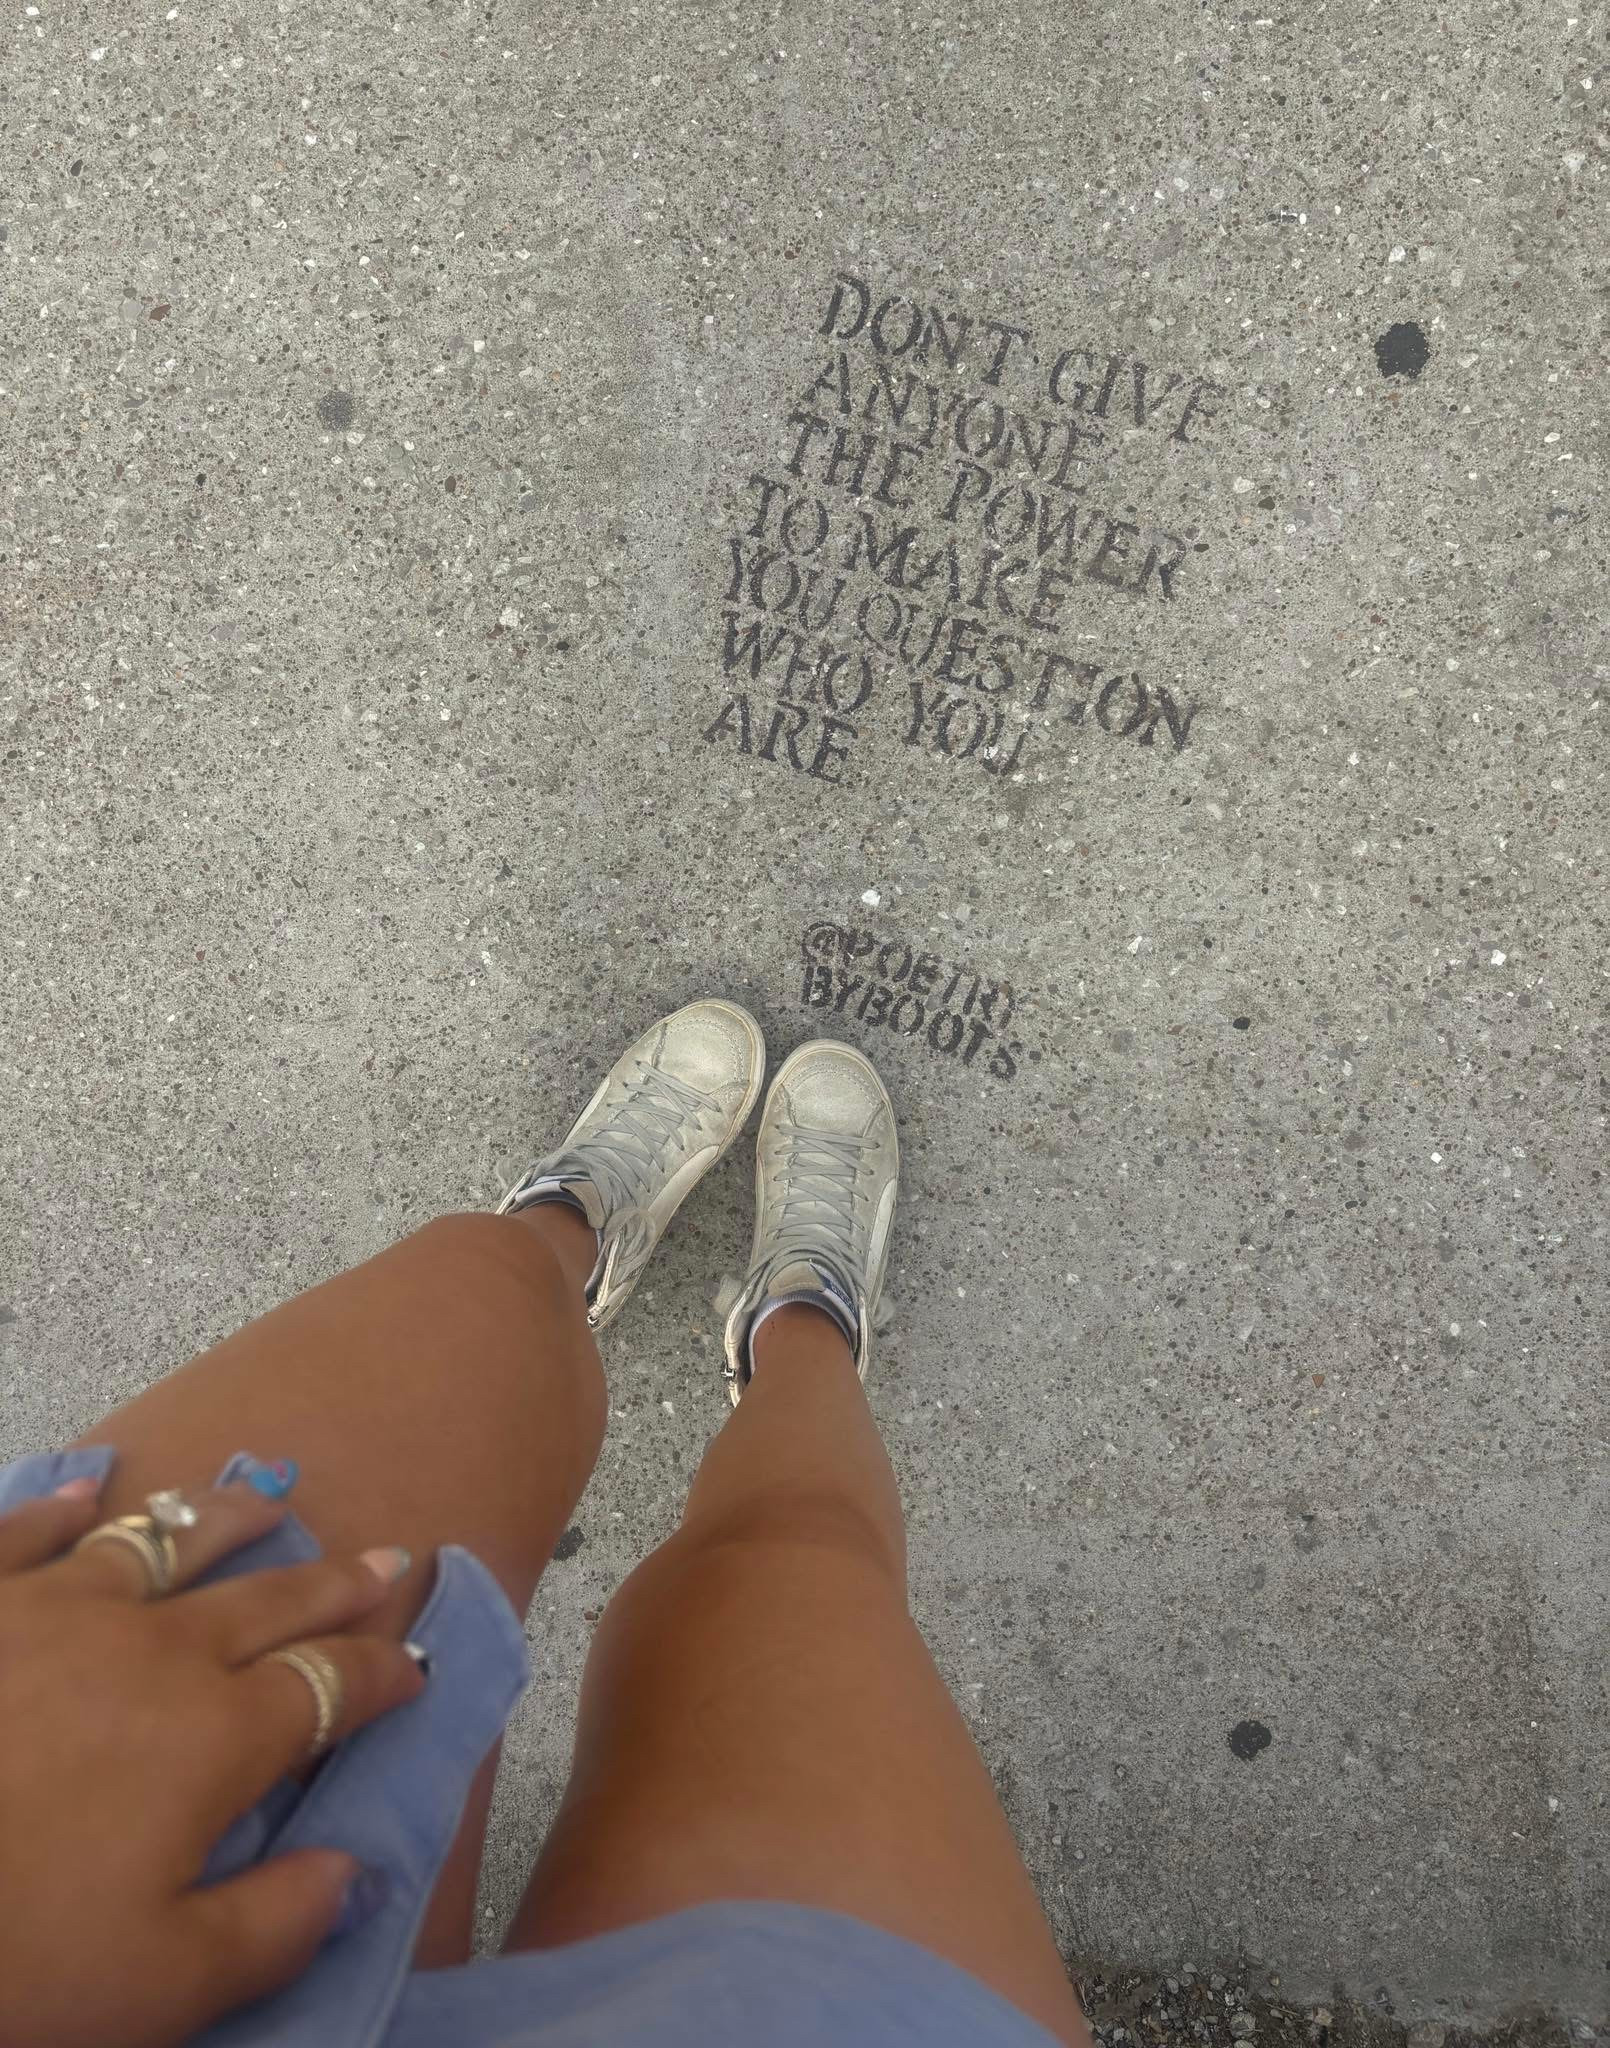 DONT GIVE
ANYONE
THE POWER
TO MAKE
YOU QUESTION
WHO YOU
ARE
@POETRY
BYBOOTS